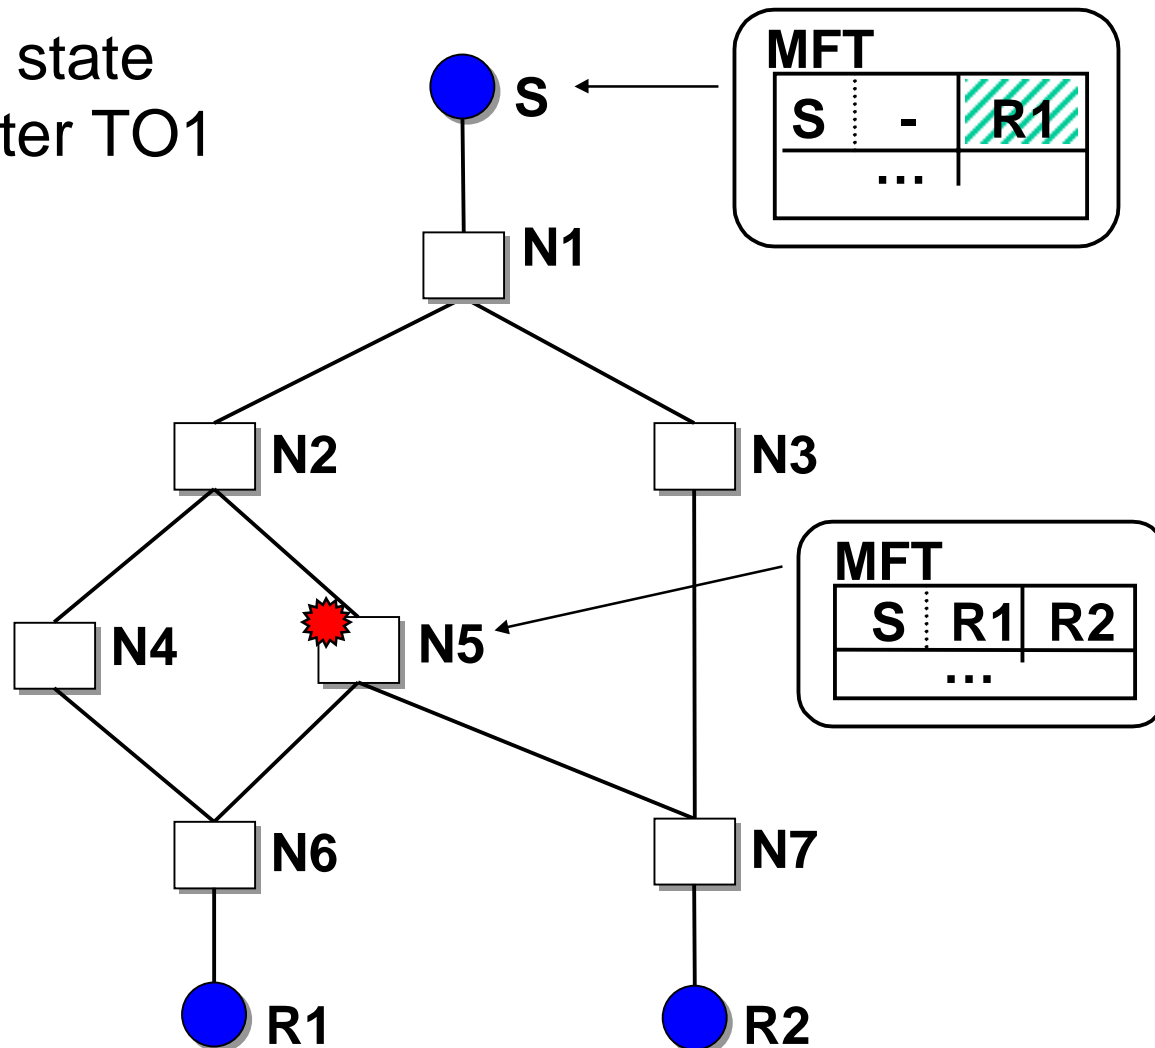 state
ter TO1
S
MFT
S - R1
...
N1
N2
N3
MFT
S R1 R2
...
N4
N5
N6
N7
R1
R2